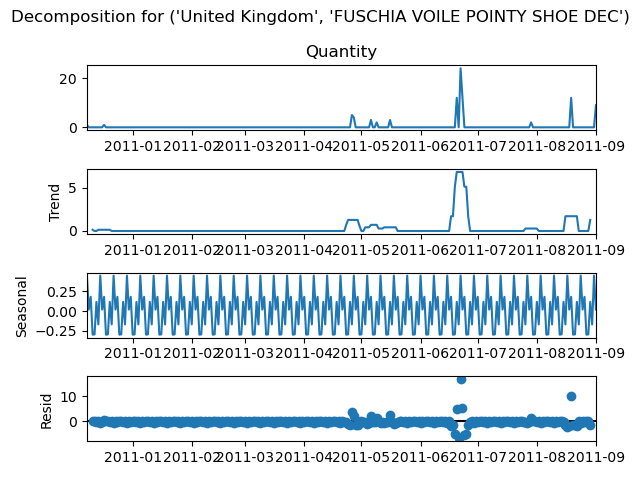 Decomposition for ('United Kingdom', 'FUSCHIA VOILE POINTY SHOE DEC')
Quantity
20
0
2011-01 2011-02 2011-03 2011-04 2011-05 2011-06 2011-07 2011-08 2011-09
Trend
5
0
2011-01 2011-02 2011-03 2011-04 2011-05 2011-06 2011-07 2011-08 2011-09
Seasonal
0.25
0.00
−0.25
2011-01 2011-02 2011-03 2011-04 2011-05 2011-06 2011-07 2011-08 2011-09
Resid
10
0
2011-01 2011-02 2011-03 2011-04 2011-05 2011-06 2011-07 2011-08 2011-09